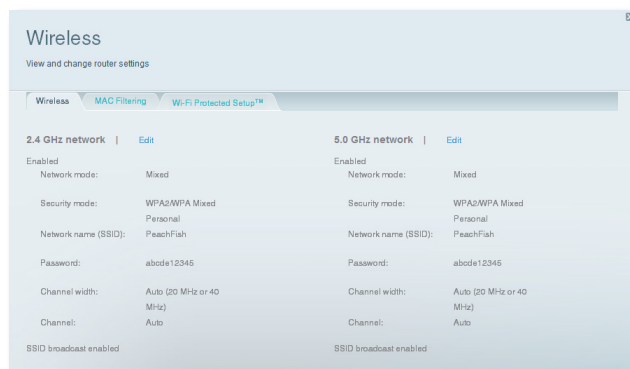 Wireless
View and change router settings
Wireless
MAC Filtering
Wi-Fi Protected Setup™
2.4 GHz network | Edit
Enabled
Network mode: Mixed
Security mode: WPA2/WPA Mixed
Personal
Network name (SSID): PeachFish
Password: abcde12345
Channel width: Auto (20 MHz or 40
MHz)
Channel: Auto
SSID broadcast enabled
5.0 GHz network | Edit
Enabled
Network mode: Mixed
Security mode: WPA2/WPA Mixed
Personal
Network name (SSID): PeachFish
Password: abcde12345
Channel width: Auto (20 MHz or 40
MHz)
Channel: Auto
SSID broadcast enabled